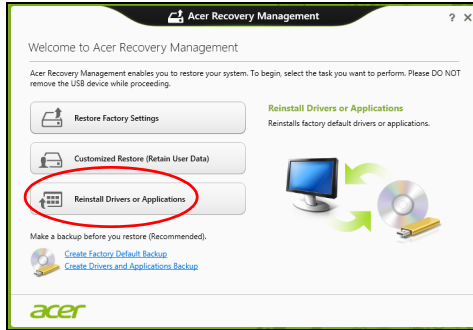 Acer Recovery Management
? X
Welcome to Acer Recovery Management
Acer Recovery Management enables you to restore your system. To begin, select the task you want to perform. Please DO NOT
remove the USB device while proceeding.
Restore Factory Settings
Customized Restore (Retain User Data)
Reinstall Drivers or Applications
Reinstall Drivers or Applications
Reinstalls factory default drivers or applications.
Make a backup before you restore (Recommended).
Create Factory Default Backup
Create Drivers and Applications Backup
acer